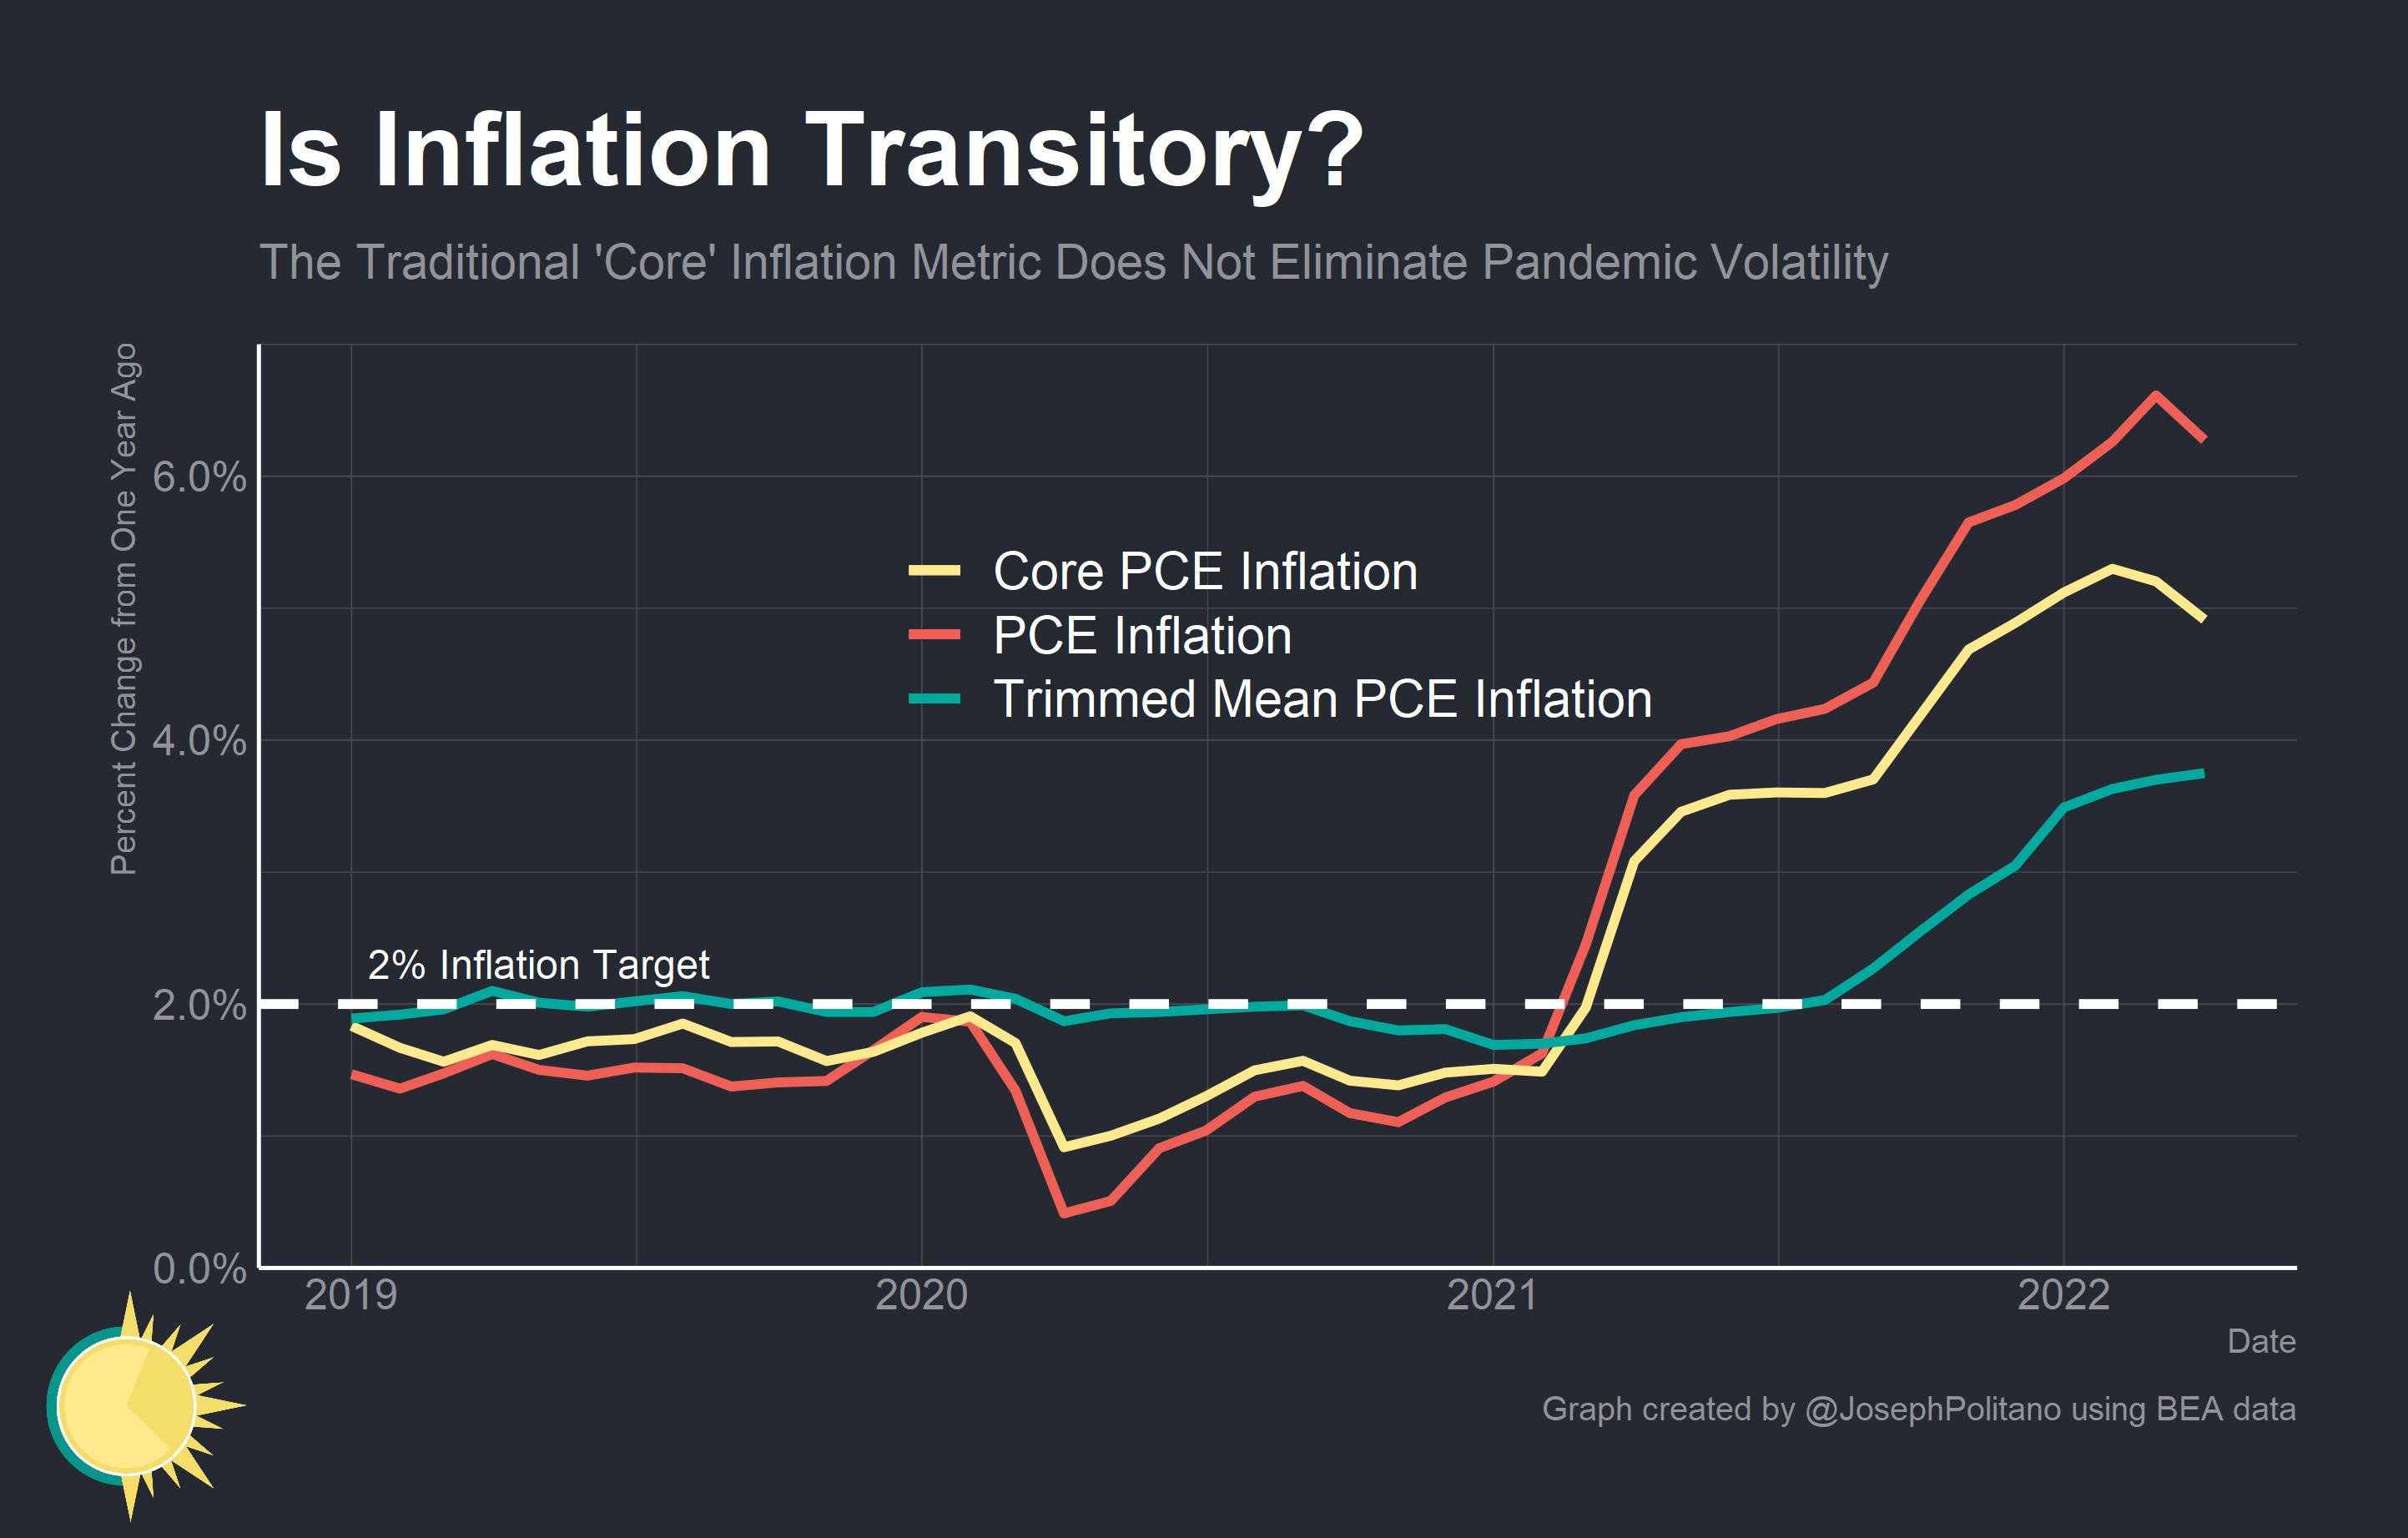 Is Inflation Transitory?
The Traditional 'Core' Inflation Metric Does Not Eliminate Pandemic Volatility
Percent Change from One Year Ago
6.0%
4.0%
2.0%
0.0%
Core PCE Inflation
PCE Inflation
Trimmed Mean PCE Inflation
2% Inflation Target
2019
2020
2021
2022
Date
Graph created by @JosephPolitano using BEA data